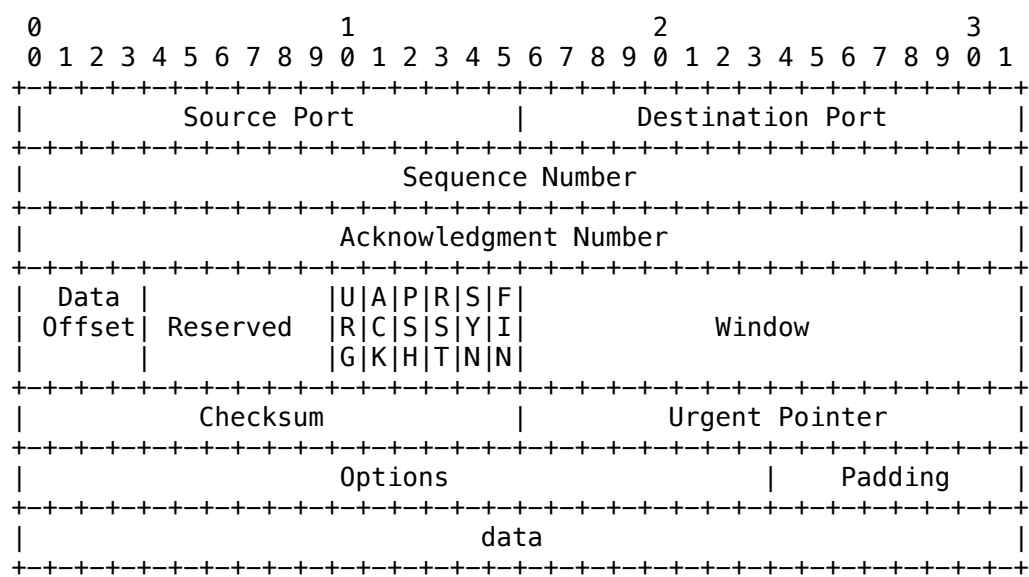 0                   1                   2                   3
 0 1 2 3 4 5 6 7 8 9 0 1 2 3 4 5 6 7 8 9 0 1 2 3 4 5 6 7 8 9 0 1
+-+-+-+-+-+-+-+-+-+-+-+-+-+-+-+-+-+-+-+-+-+-+-+-+-+-+-+-+-+-+-+-+
|          Source Port          |       Destination Port        |
+-+-+-+-+-+-+-+-+-+-+-+-+-+-+-+-+-+-+-+-+-+-+-+-+-+-+-+-+-+-+-+-+
|                        Sequence Number                        |
+-+-+-+-+-+-+-+-+-+-+-+-+-+-+-+-+-+-+-+-+-+-+-+-+-+-+-+-+-+-+-+-+
|                    Acknowledgment Number                      |
+-+-+-+-+-+-+-+-+-+-+-+-+-+-+-+-+-+-+-+-+-+-+-+-+-+-+-+-+-+-+-+-+
|  Data |           |U|A|P|R|S|F|                               |
| Offset| Reserved  |R|C|S|S|Y|I|            Window             |
|       |           |G|K|H|T|N|N|                               |
+-+-+-+-+-+-+-+-+-+-+-+-+-+-+-+-+-+-+-+-+-+-+-+-+-+-+-+-+-+-+-+-+
|           Checksum            |         Urgent Pointer        |
+-+-+-+-+-+-+-+-+-+-+-+-+-+-+-+-+-+-+-+-+-+-+-+-+-+-+-+-+-+-+-+-+
|                    Options                    |    Padding    |
+-+-+-+-+-+-+-+-+-+-+-+-+-+-+-+-+-+-+-+-+-+-+-+-+-+-+-+-+-+-+-+-+
|                             data                              |
+-+-+-+-+-+-+-+-+-+-+-+-+-+-+-+-+-+-+-+-+-+-+-+-+-+-+-+-+-+-+-+-+